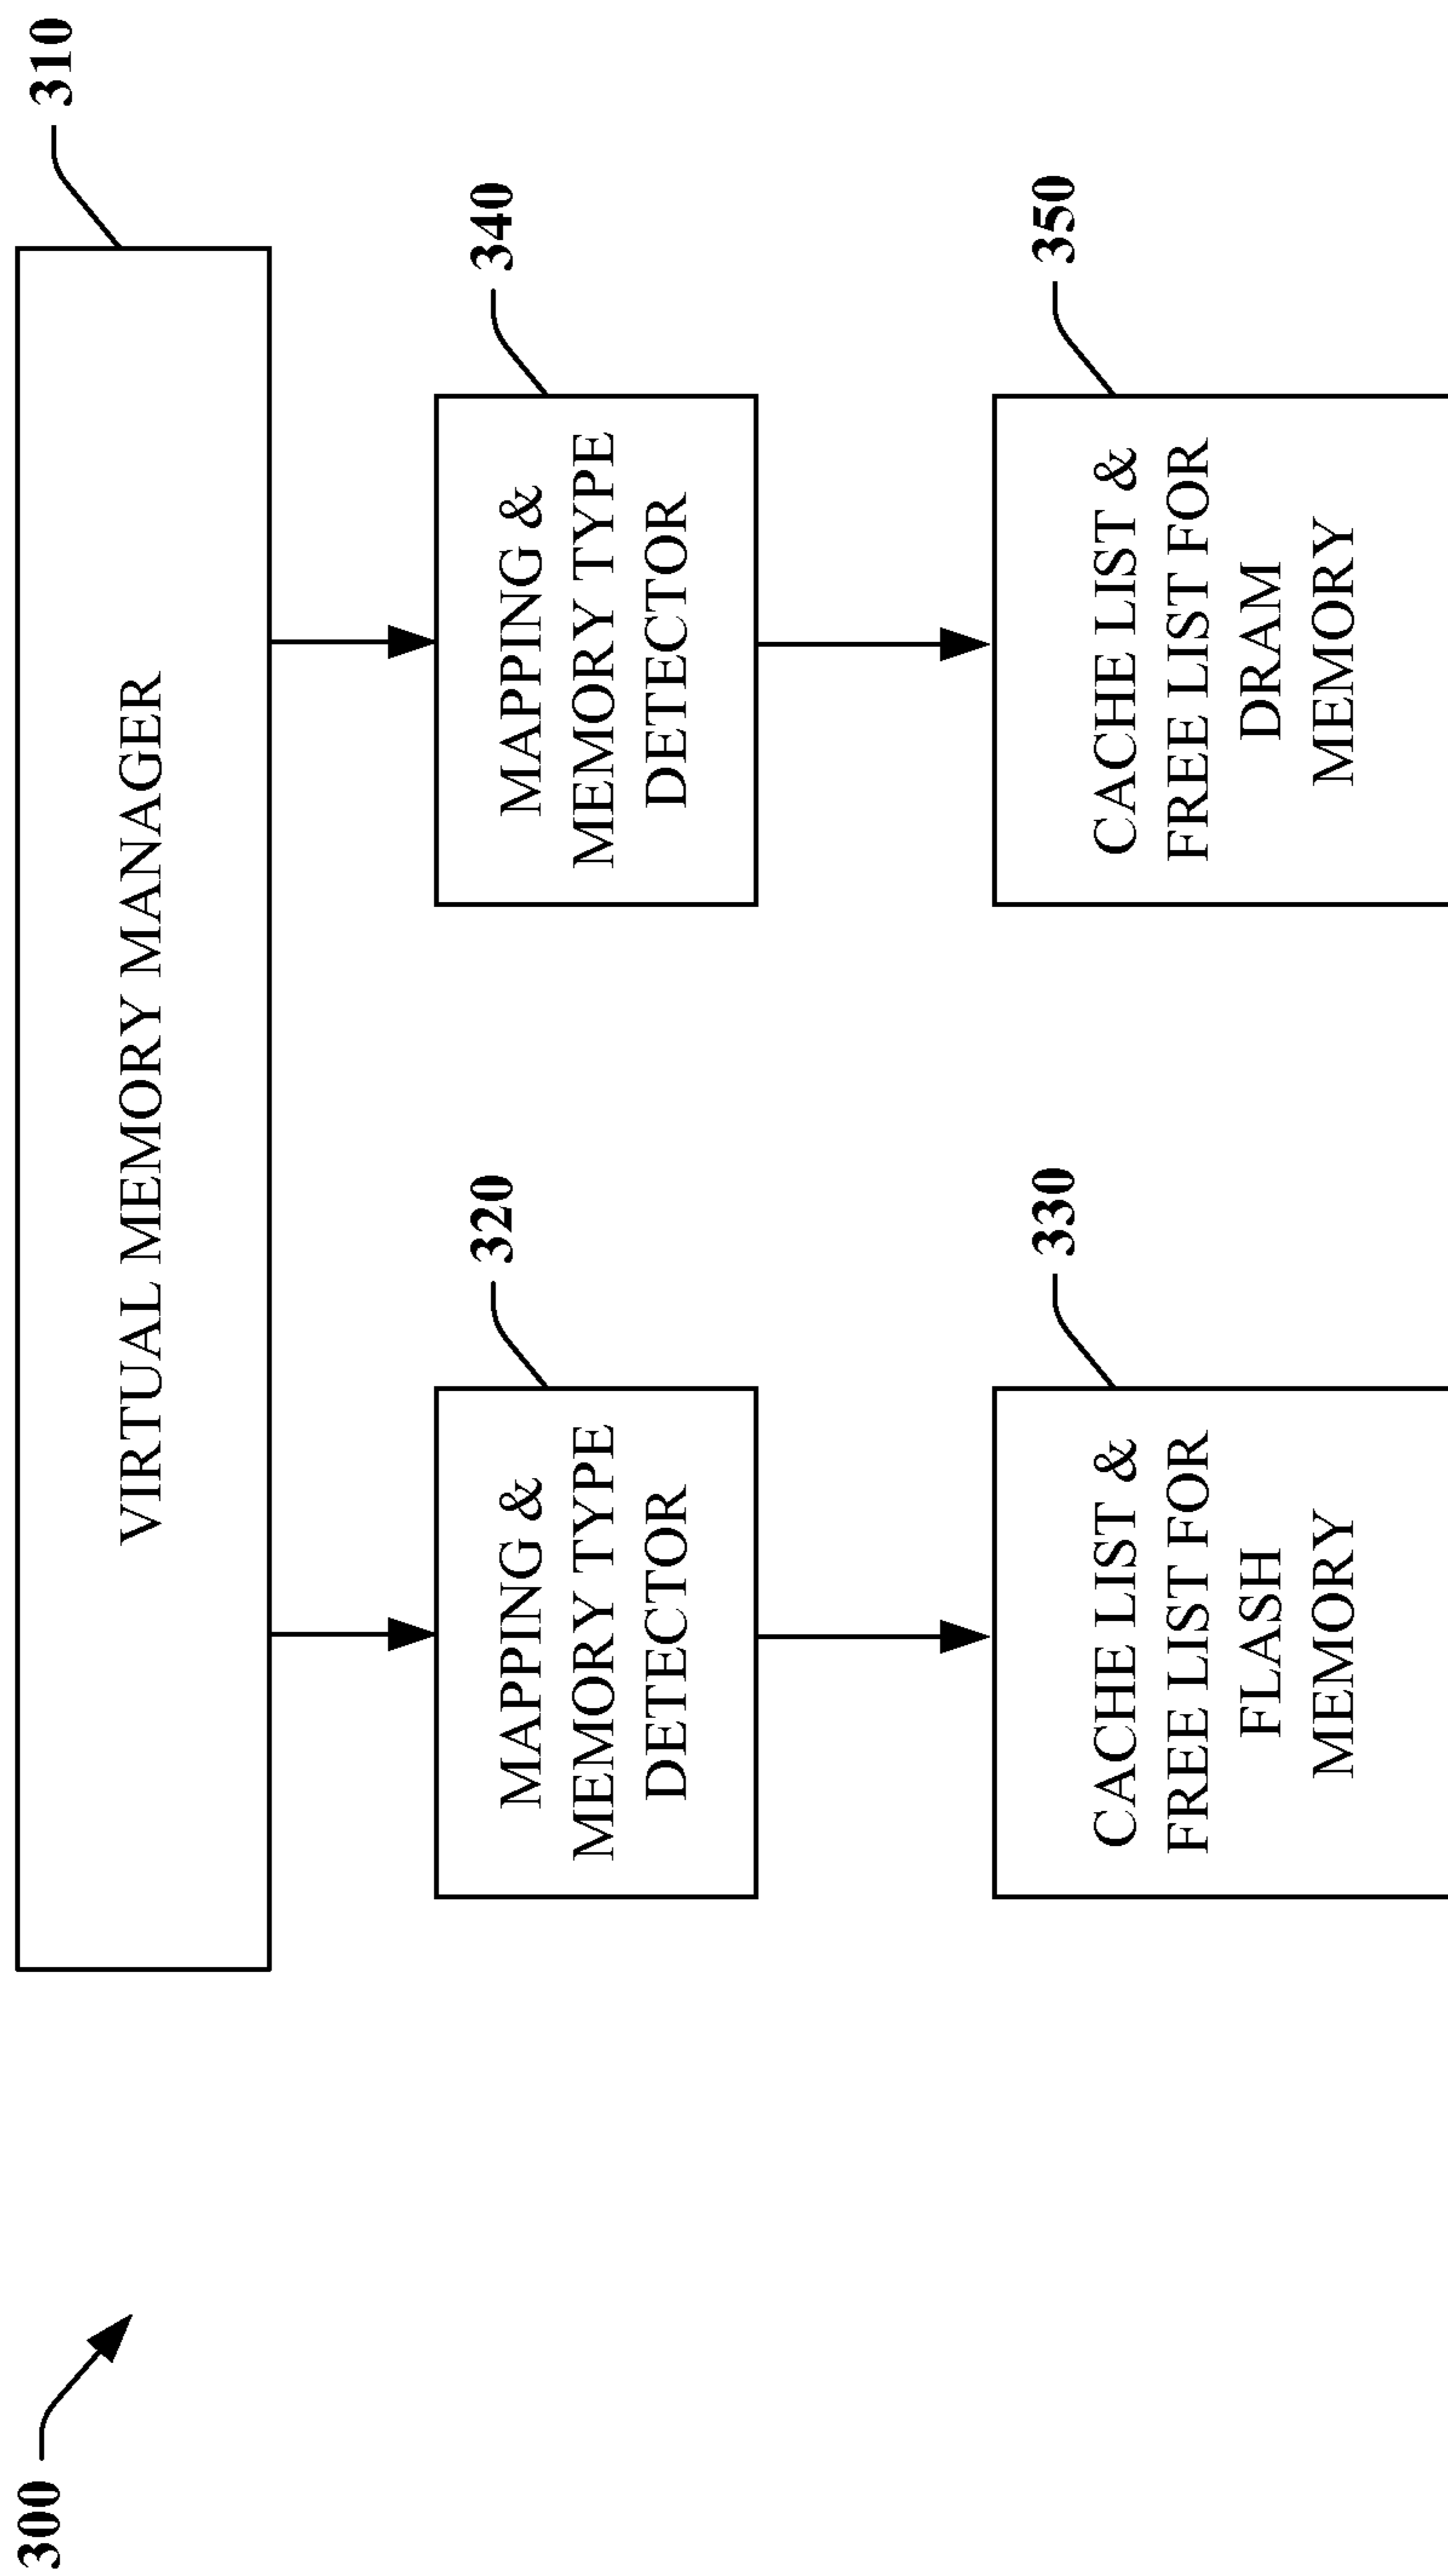 300
310
VIRTUAL MEMORY MANAGER
320
MAPPING &
MEMORY TYPE
DETECTOR
340
MAPPING &
MEMORY TYPE
DETECTOR
330
CACHE LIST &
FREE LIST FOR
FLASH
MEMORY
350
CACHE LIST &
FREE LIST FOR
DRAM
MEMORY